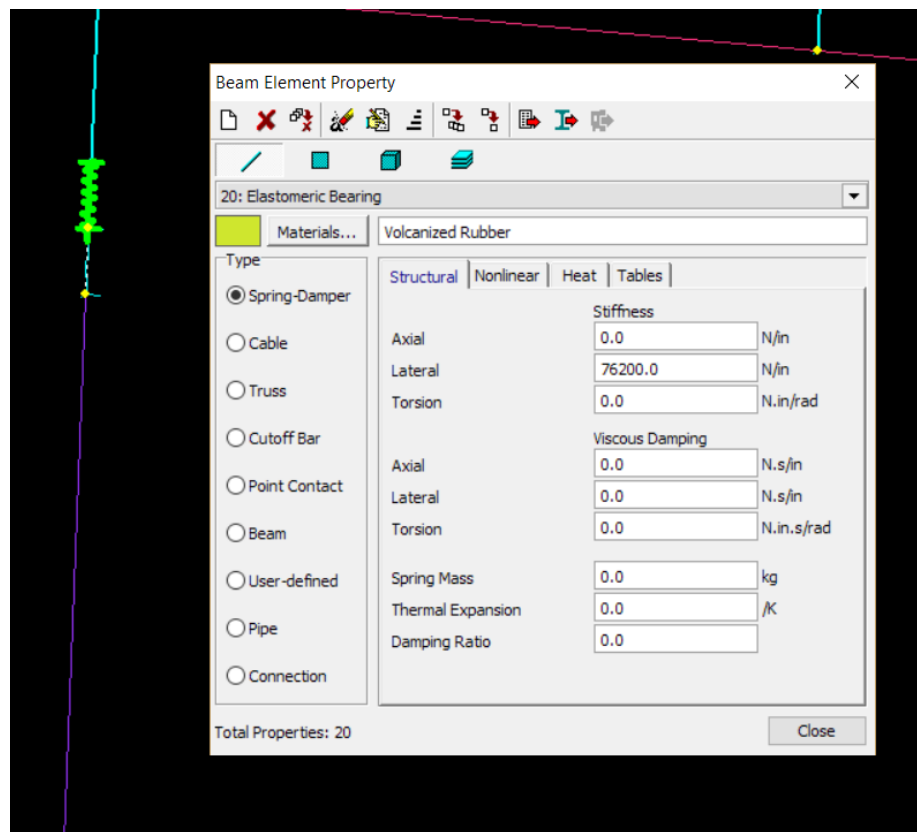 Beam Element Property
20: Elastomeric Bearing
Materials... Volcanized Rubber
Type
Spring-Damper
Cable
Truss
Cutoff Bar
Point Contact
Beam
User-defined
Pipe
Connection
Structural Nonlinear Heat Tables
Stiffness
Axial 0.0 N/in
Lateral 76200.0 N/in
Torsion 0.0 N.in/rad
Viscous Damping
Axial 0.0 N.s/in
Lateral 0.0 N.s/in
Torsion 0.0 N.in.s/rad
Spring Mass 0.0 kg
Thermal Expansion 0.0 /K
Damping Ratio 0.0
Total Properties: 20 Close